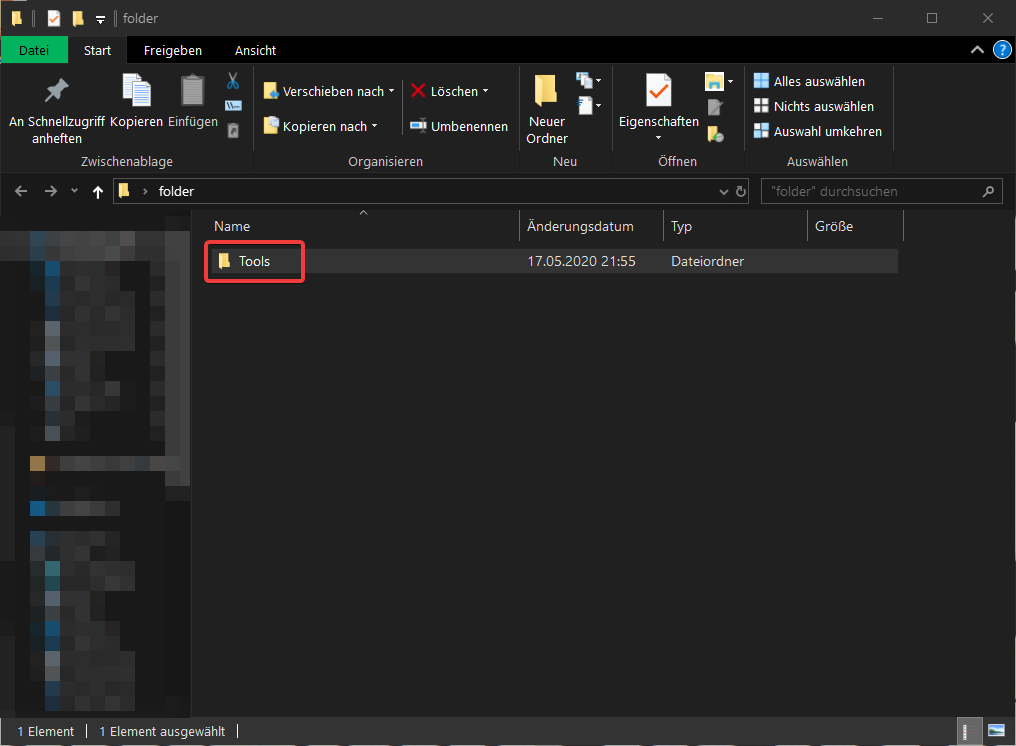 folder
Datei Start Freigeben Ansicht
An Schnellzugriff
anheften
Kopieren
Einfügen
Zwischenablage
Verschieben nach
Kopieren nach
Löschen
Umbenennen
Organisieren
Neuer
Ordner
Neu
Eigenschaften
Öffnen
Alles auswählen
Nichts auswählen
Auswahl umkehren
Auswählen
folder
"folder" durchsuchen
Name Änderungsdatum Typ Größe
Tools 17.05.2020 21:55 Dateiordner
1 Element 1 Element ausgewählt